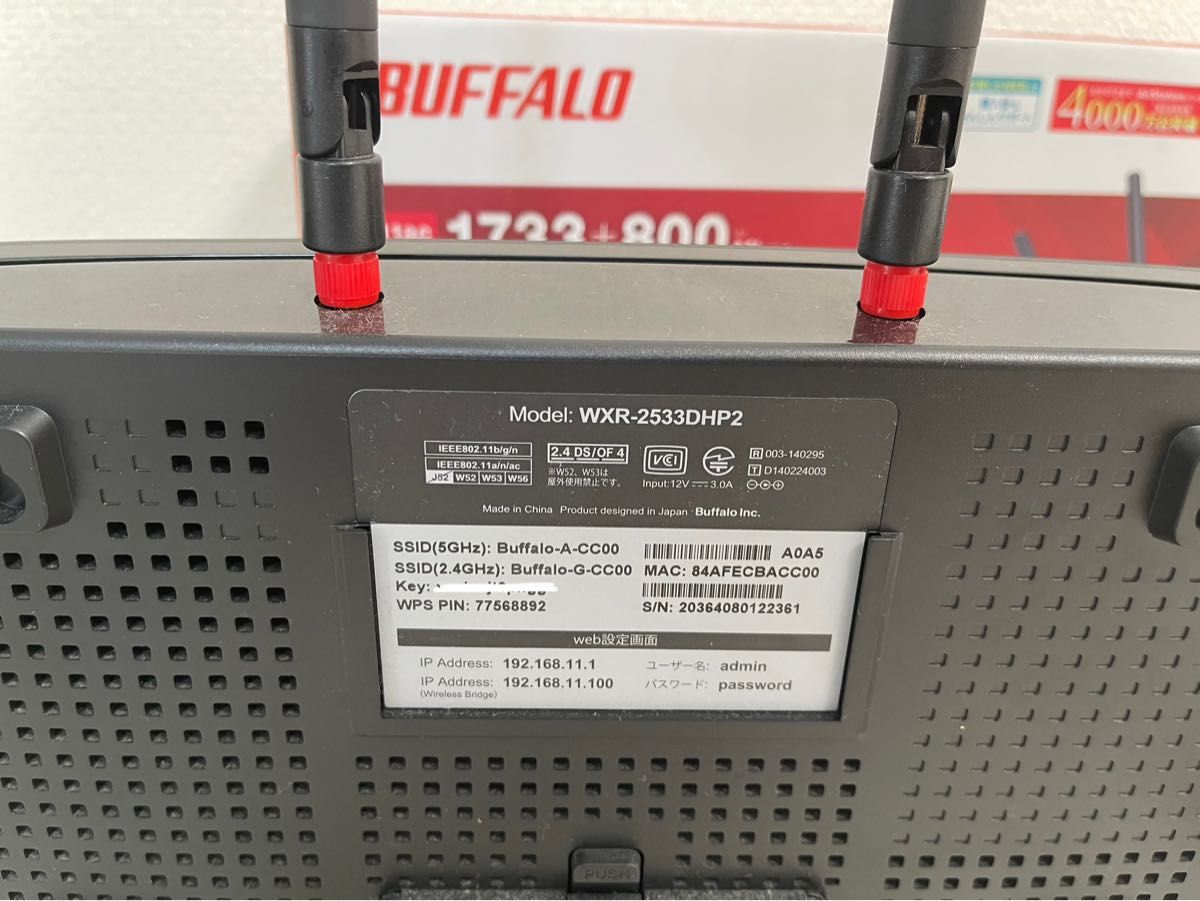 BUFFALO
4000
11ac 1733+800
Model: WXR-2533DHP2
IEEE802.11b/g/n
IEEE802.11a/n/ac
J52 W52 W53 W56
2.4 DS/OF 4
※W52、W53は
屋外使用禁止です。
VCI
Input:12V 3.0A
R 003-140295
T D140224003
Made in China Product designed in Japan Buffalo Inc.
SSID(5GHz): Buffalo-A-CC00
A0A5
SSID(2.4GHz): Buffalo-G-CC00
MAC: 84AFECBACC00
Key:
WPS PIN: 77568892
S/N: 20364080122361
web設定画面
IP Address: 192.168.11.1
ユーザー名: admin
IP Address: 192.168.11.100
(Wireless Bridge)
パスワード: password
PUSH